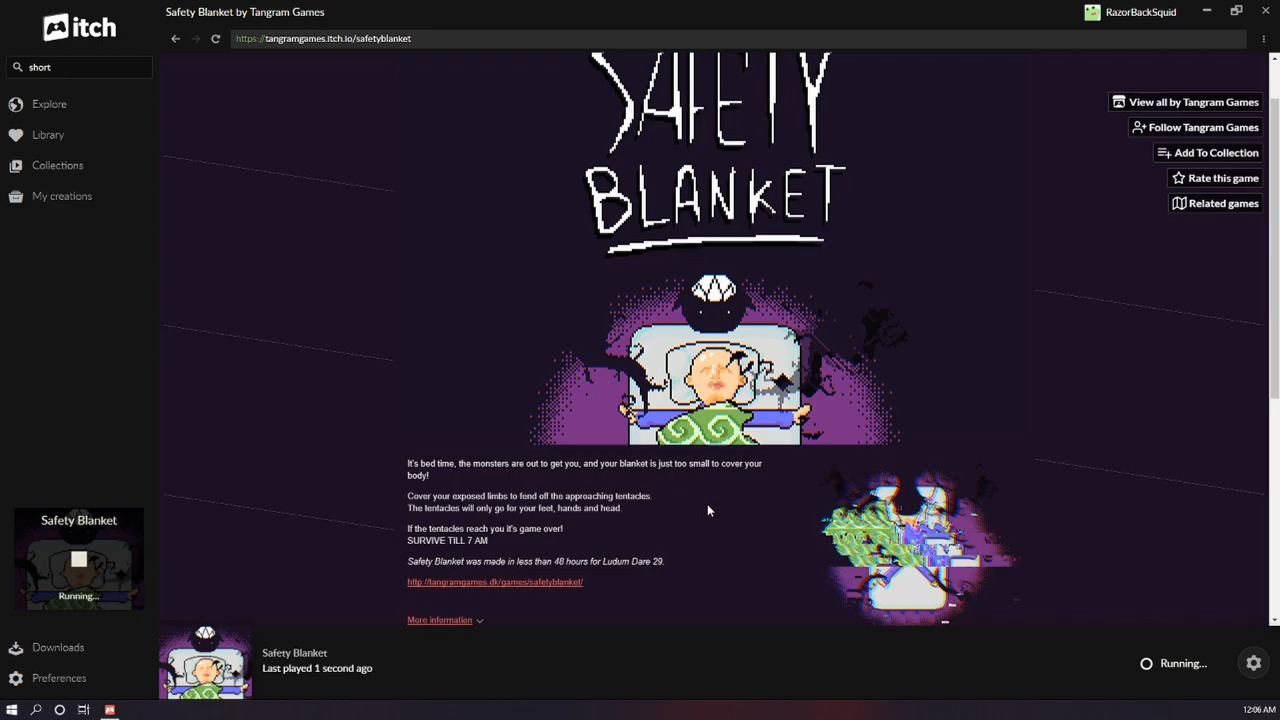 itch
Safety Blanket by Tangram Games
RazorBackSquid
https://tangramgames.itch.io/safetyblanket
short
Explore
Library
Collections
My creations
SAFETY
BLANKET
View all by Tangram Games
Follow Tangram Games
Add To Collection
Rate this game
Related games
It's bed time, the monsters are out to get you, and your blanket is just too small to cover your
body!
Cover your exposed limbs to fend off the approaching tentacles.
The tentacles will only go for your feet, hands and head.
If the tentacles reach you it's game over!
SURVIVE TILL 7 AM
Safety Blanket was made in less than 48 hours for Ludum Dare 29.
http://tangramgames.dk/games/safetyblanket/
More information
Safety Blanket
Running...
Downloads
Preferences
Safety Blanket
Last played 1 second ago
Running...
12:06 AM